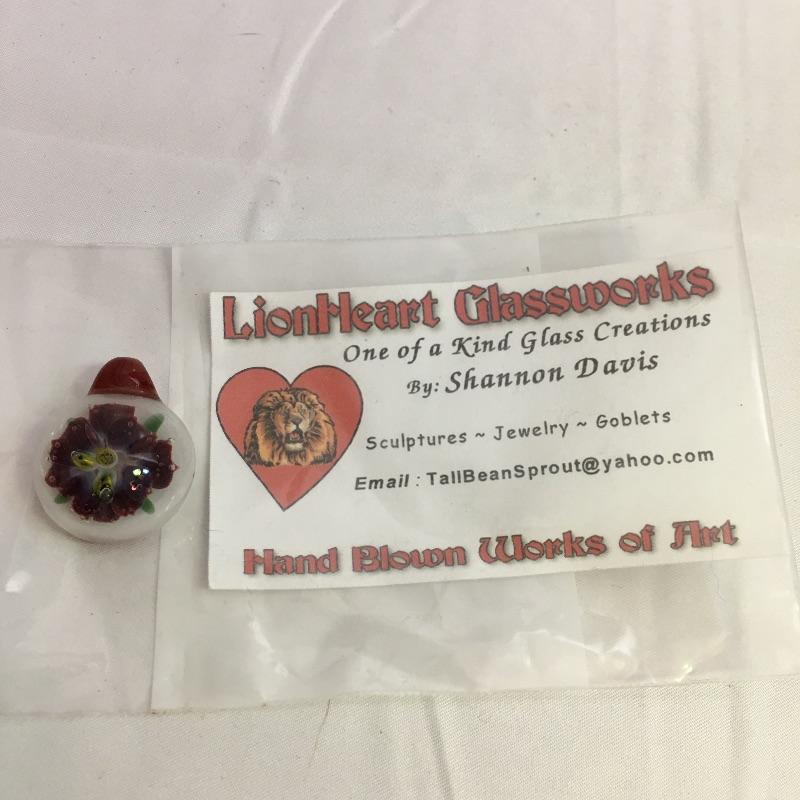 LionHeart Glassworks
One of a Kind Glass Creations
By: Shannon Davis
Sculptures ~ Jewelry ~ Goblets
Email : TallBeanSprout@yahoo.com
Hand Blown Works of Art